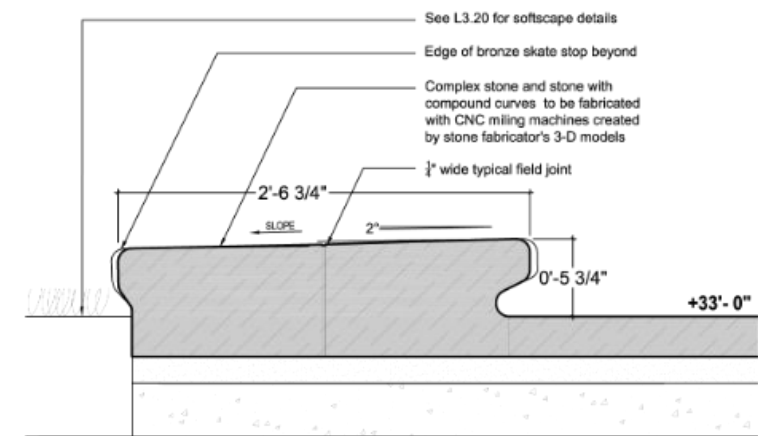 See L3.20 for softscape details
Edge of bronze skate stop beyond
Complex stone and stone with
compound curves to be fabricated
with CNC miling machines created
by stone fabricator's 3-D models
¼" wide typical field joint
2'-6 3/4"
SLOPE
2°
0'-5 3/4"
+33'- 0"